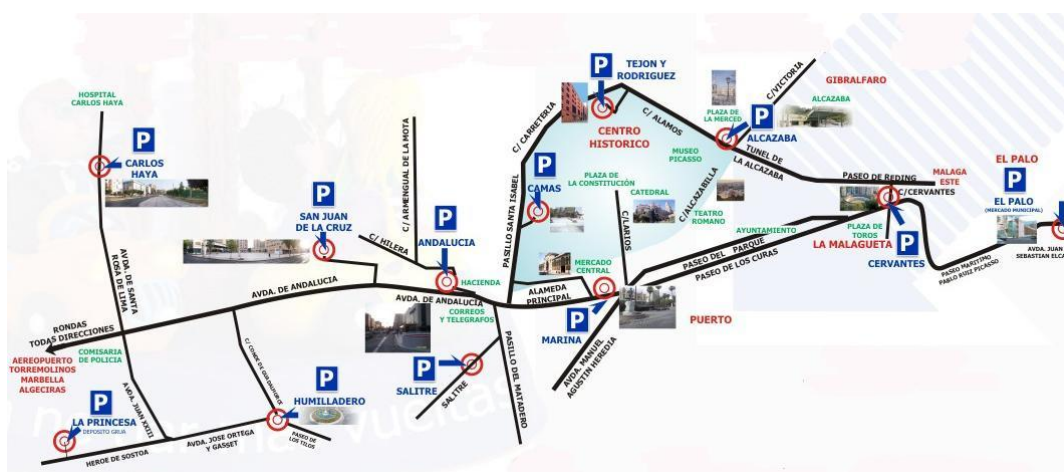 HOSPITAL
CARLOS HAYA
P
CARLOS
HAYA
AVDA. DE SANTA
ROSA DE LIMA
P
SAN JUAN
DE LA CRUZ
C/ HILERA
C/ ARMENGUAL DE LA MOTA
P
ANDALUCIA
HACIENDA
AVDA. DE ANDALUCIA
AVDA. DE ANDALUCIA
CORREOS
Y TELEGRAFOS
RONDAS
TODAS DIRECCIONES
AEREOPUERTO
TORREMOLINOS
MARBELLA
ALGECIRAS
COMISARIA
DE POLICIA
AVDA. JUAN XXIII
P
LA PRINCESA
DEPOSITO GRUA
HEROE DE SOSTOA
AVDA. JOSE ORTEGA
Y GASSET
P
HUMILLADERO
PASEO DE
LOS TILOS
P
SALITRE
SALITRE
PASILLO DEL MATADERO
PASILLO SANTA ISABEL
C/ CARRETERIA
P
TEJON Y
RODRIGUEZ
CENTRO
HISTORICO
C/ ALAMOS
P
CAMAS
PLAZA DE LA
CONSTITUCIÓN
MUSEO
PICASSO
CATEDRAL
C/LARIOS
C/ALCAZABILLA
TEATRO
ROMANO
MERCADO
CENTRAL
ALAMEDA
PRINCIPAL
P
MARINA
AVDA. MANUEL
AGUSTIN HEREDIA
PUERTO
PASEO DEL PARQUE
PASEO DE LOS CURAS
AYUNTAMIENTO
PLAZA DE
LA MERCED
C/VICTORIA
GIBRALFARO
ALCAZABA
P
ALCAZABA
TUNEL DE
LA ALCAZABA
PASEO DE REDING
MALAGA
ESTE
C/CERVANTES
PLAZA DE
TOROS
LA MALAGUETA
P
CERVANTES
PASEO MARITIMO
PABLO RUIZ PICASSO
EL PALO
P
EL PALO
(MERCADO MUNICIPAL)
AVDA. JUAN
SEBASTIAN ELCA